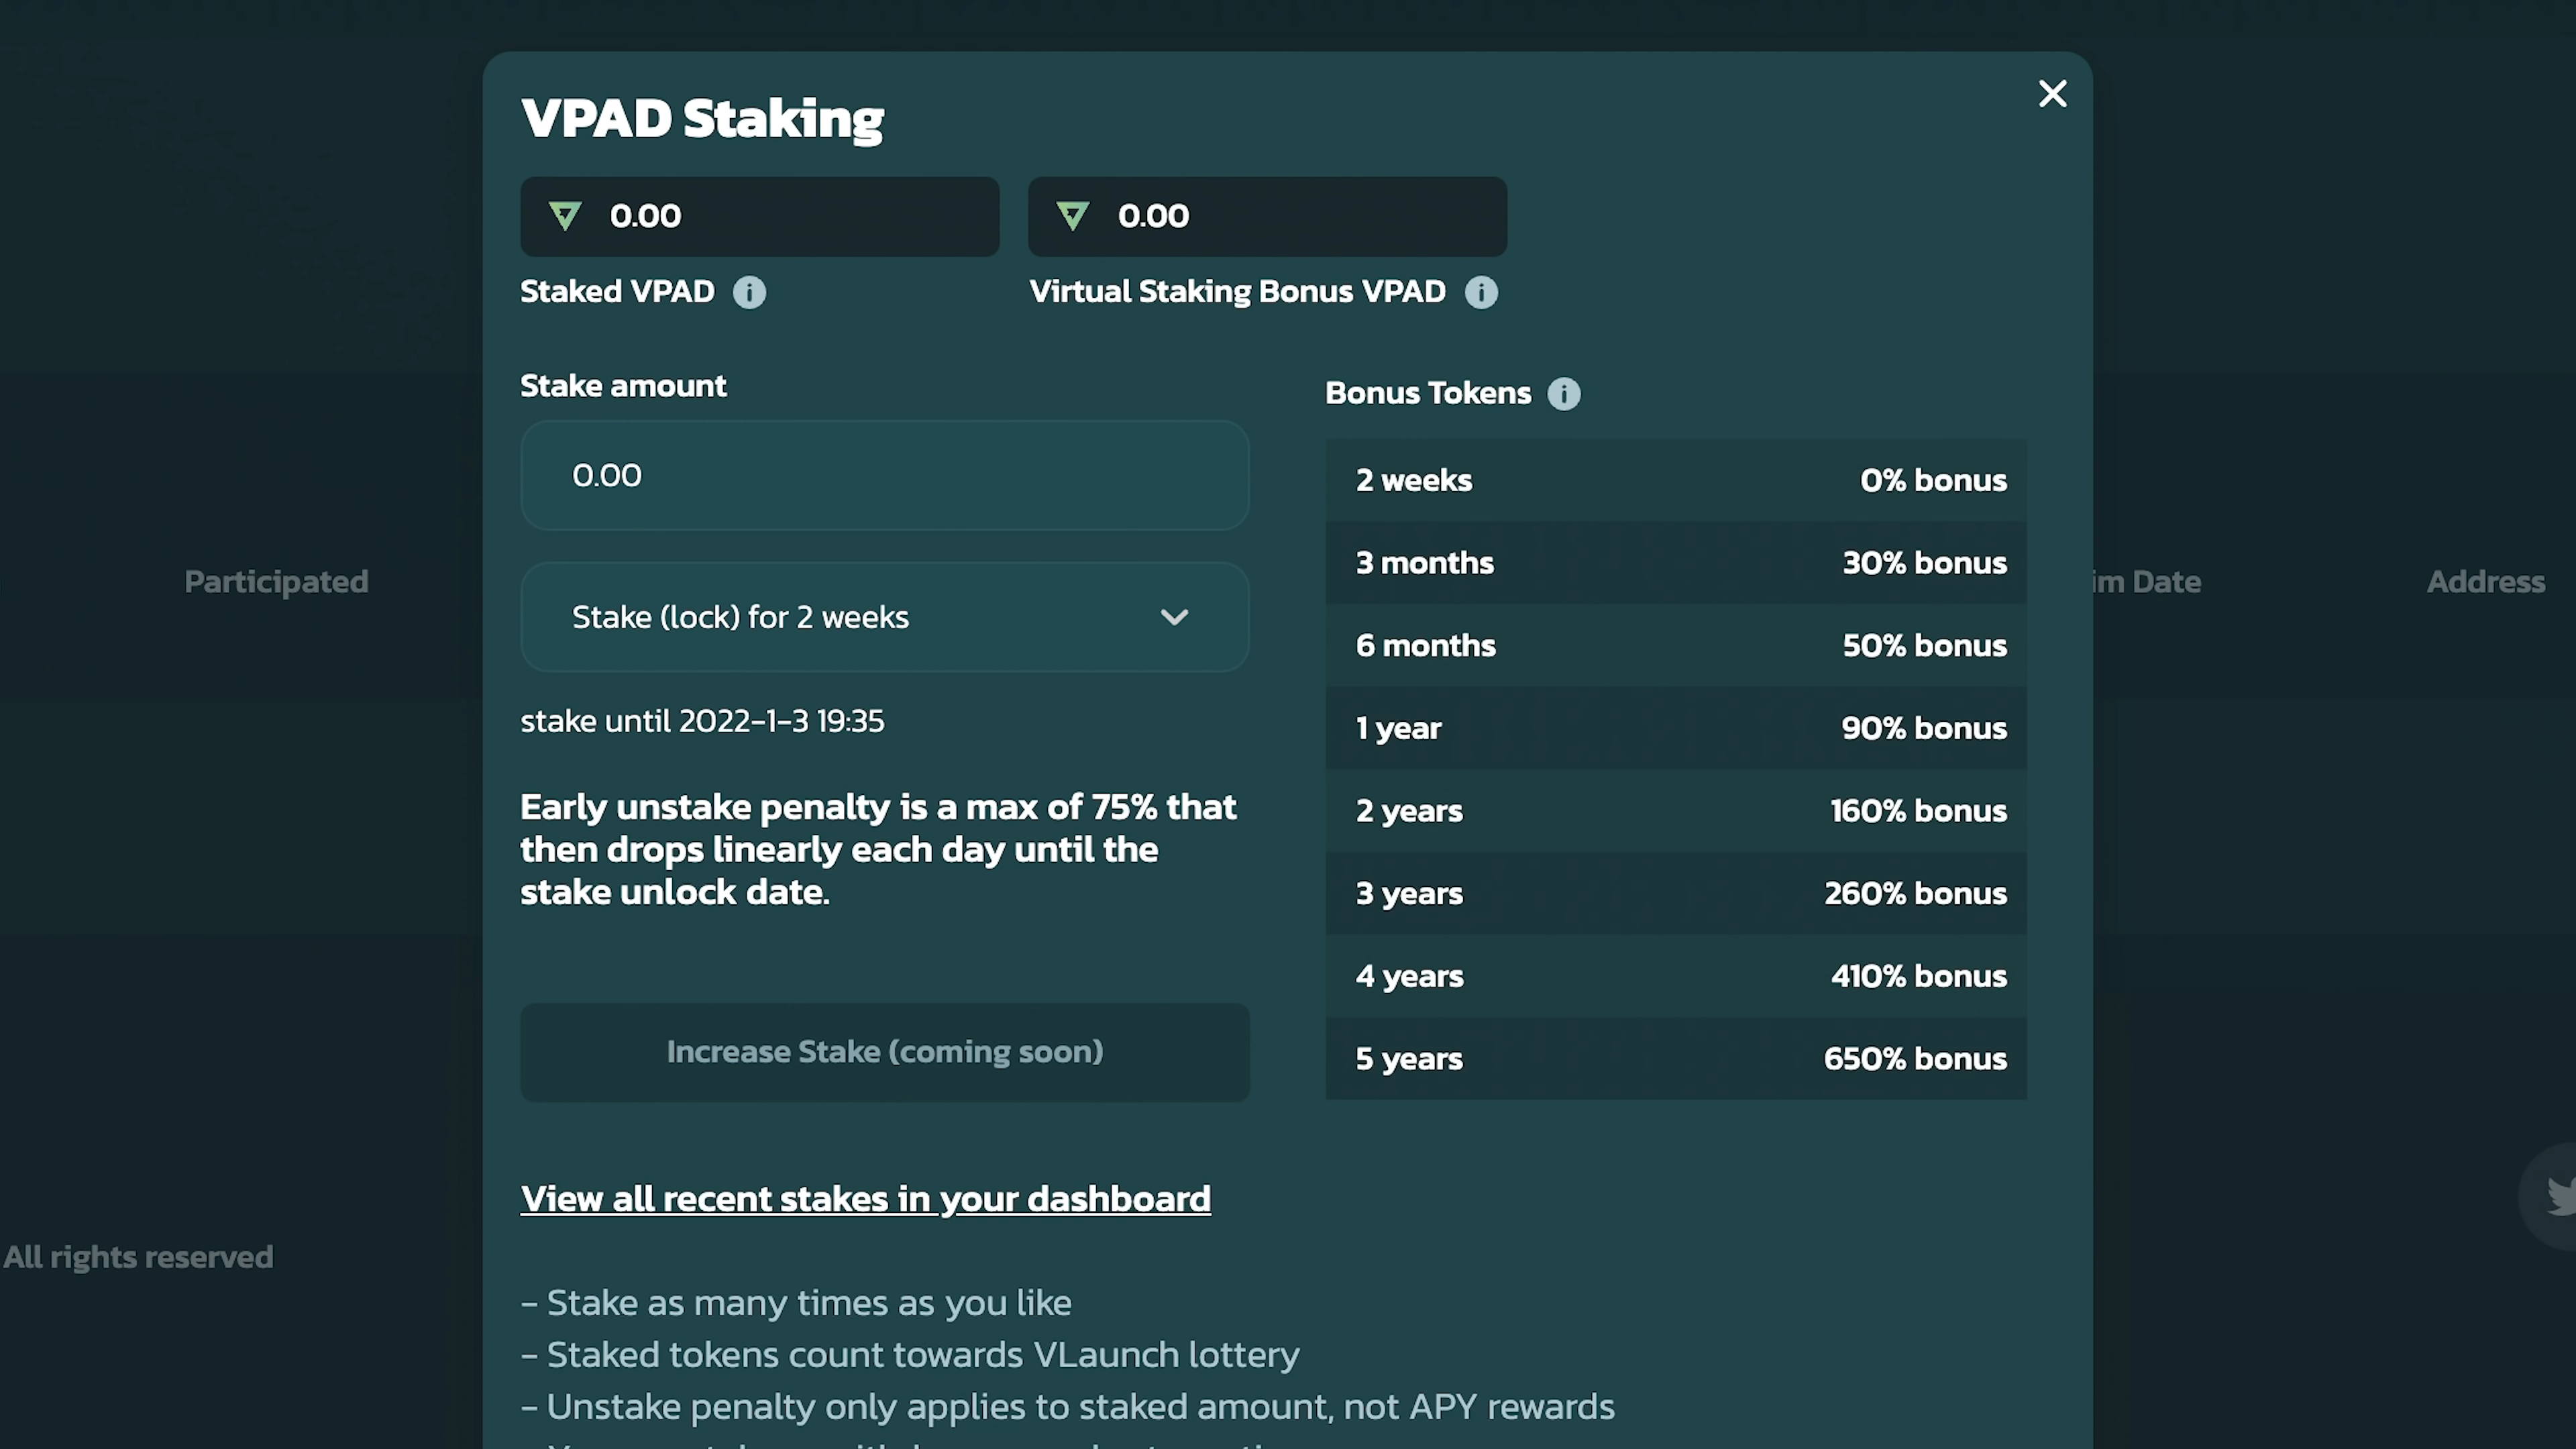 VPAD Staking
0.00
0.00
Staked VPAD
Virtual Staking Bonus VPAD
Stake amount
0.00
Stake (lock) for 2 weeks
stake until 2022-1-3 19:35
Early unstake penalty is a max of 75% that
then drops linearly each day until the
stake unlock date.
Increase Stake (coming soon)
Bonus Tokens
2 weeks 0% bonus
3 months 30% bonus
6 months 50% bonus
1 year 90% bonus
2 years 160% bonus
3 years 260% bonus
4 years 410% bonus
5 years 650% bonus
View all recent stakes in your dashboard
- Stake as many times as you like
- Staked tokens count towards VLaunch lottery
- Unstake penalty only applies to staked amount, not APY rewards
Participated
Date
Address
All rights reserved